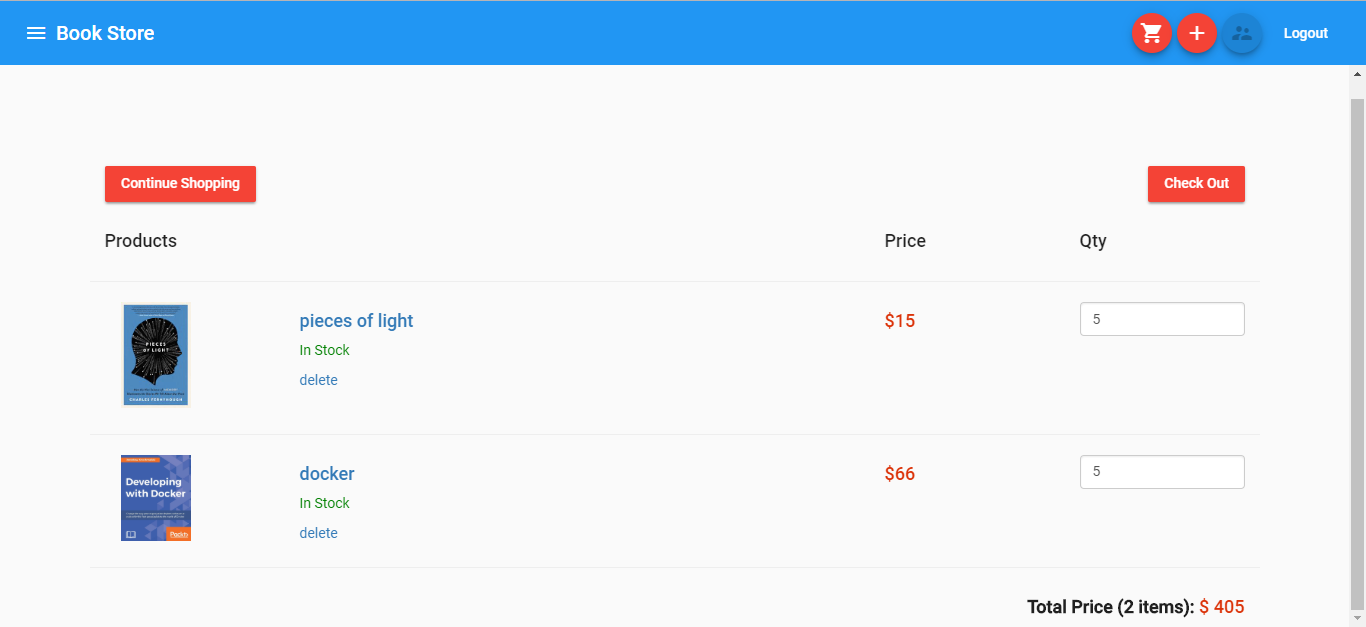 Book Store
Logout
Continue Shopping
Check Out
Products Price Qty
PIECES
OF LIGHT
CHARLES FERNYHOUGH
pieces of light $15 5
In Stock
delete
Developing
with Docker
Packt
docker $66 5
In Stock
delete
Total Price (2 items): $ 405